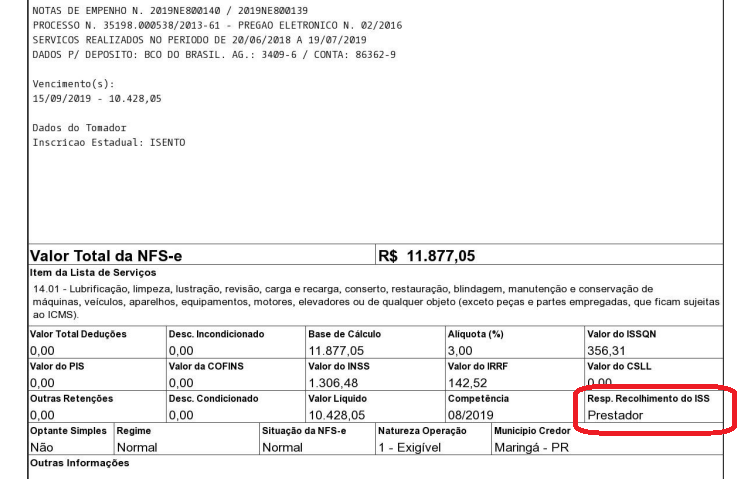 NOTAS DE EMPENHO N. 2019NE800140 / 2019NE800139
PROCESSO N. 35198.000538/2013-61 - PREGAO ELETRONICO N. 02/2016
SERVICOS REALIZADOS NO PERIODO DE 20/06/2018 A 19/07/2019
DADOS P/ DEPOSITO: BCO DO BRASIL. AG.: 3409-6 / CONTA: 86362-9
Vencimento(s):
15/09/2019 - 10.428,05
Dados do Tomador
Inscricao Estadual: ISENTO
Valor Total da NFS-e R$ 11.877,05
Item da Lista de Serviços
14.01 - Lubrificação, limpeza, lustração, revisão, carga e recarga, conserto, restauração, blindagem, manutenção e conservação de
máquinas, veículos, aparelhos, equipamentos, motores, elevadores ou de qualquer objeto (exceto peças e partes empregadas, que ficam sujeitas
ao ICMS).
Valor Total Deduções Desc. Incondicionado Base de Cálculo Alíquota (%) Valor do ISSQN
0,00 0,00 11.877,05 3,00 356,31
Valor do PIS Valor da COFINS Valor do INSS Valor do IRRF Valor do CSLL
0,00 0,00 1.306,48 142,52 0,00
Outras Retenções Desc. Condicionado Valor Líquido Competência Resp. Recolhimento do ISS
0,00 0,00 10.428,05 08/2019 Prestador
Optante Simples Regime Situação da NFS-e Natureza Operação Município Credor
Não Normal Normal 1 - Exigível Maringá - PR
Outras Informações